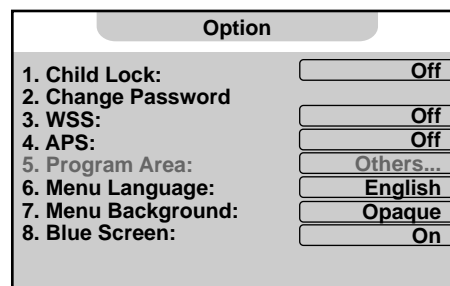 Option
1. Child Lock: Off
2. Change Password
3. WSS: Off
4. APS: Off
5. Program Area: Others...
6. Menu Language: English
7. Menu Background: Opaque
8. Blue Screen: On